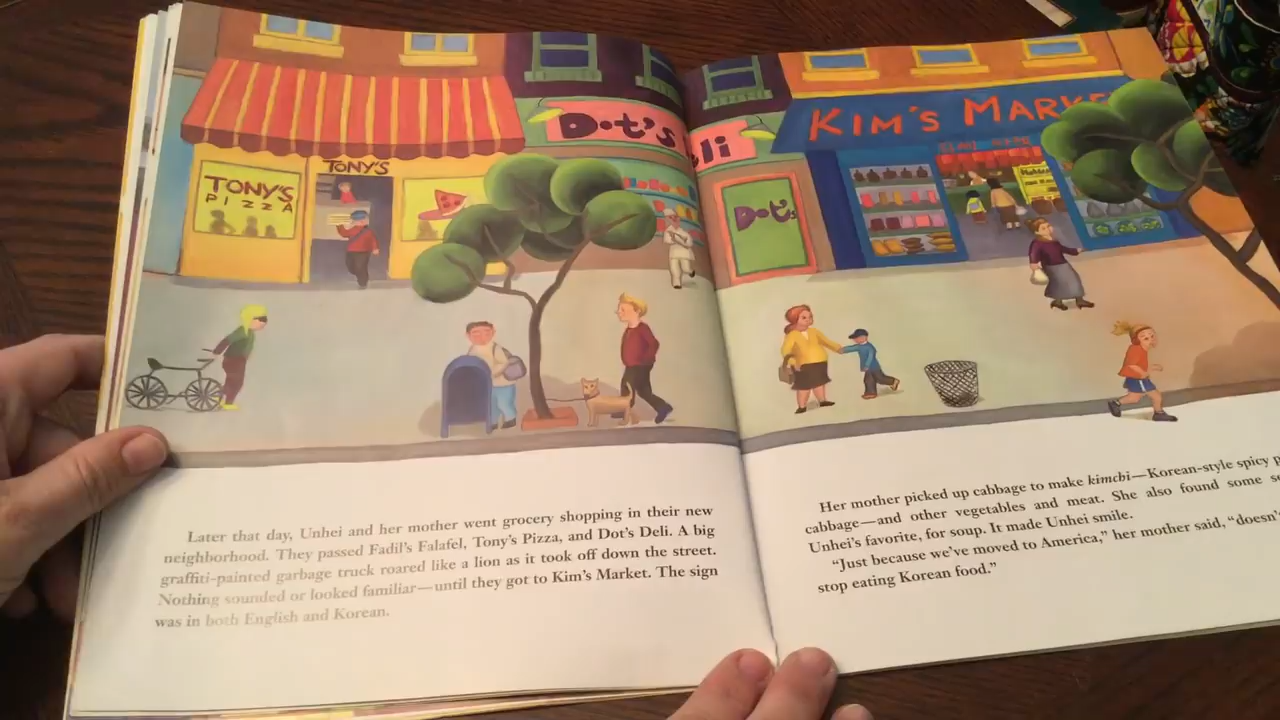 TONY'S
PIZZA
TONY'S
Dot's Deli
Dot's
KIM'S MARKE
Later that day, Unhei and her mother went grocery shopping in their new
neighborhood. They passed Fadil's Falafel, Tony's Pizza, and Dot's Deli. A big
graffiti-painted garbage truck roared like a lion as it took off down the street.
Nothing sounded or looked familiar—until they got to Kim's Market. The sign
was in both English and Korean.
Her mother picked up cabbage to make kimchi—Korean-style spicy
cabbage—and other vegetables and meat. She also found some
Unhei's favorite, for soup. It made Unhei smile.
"Just because we've moved to America," her mother said, "doesn't
stop eating Korean food."